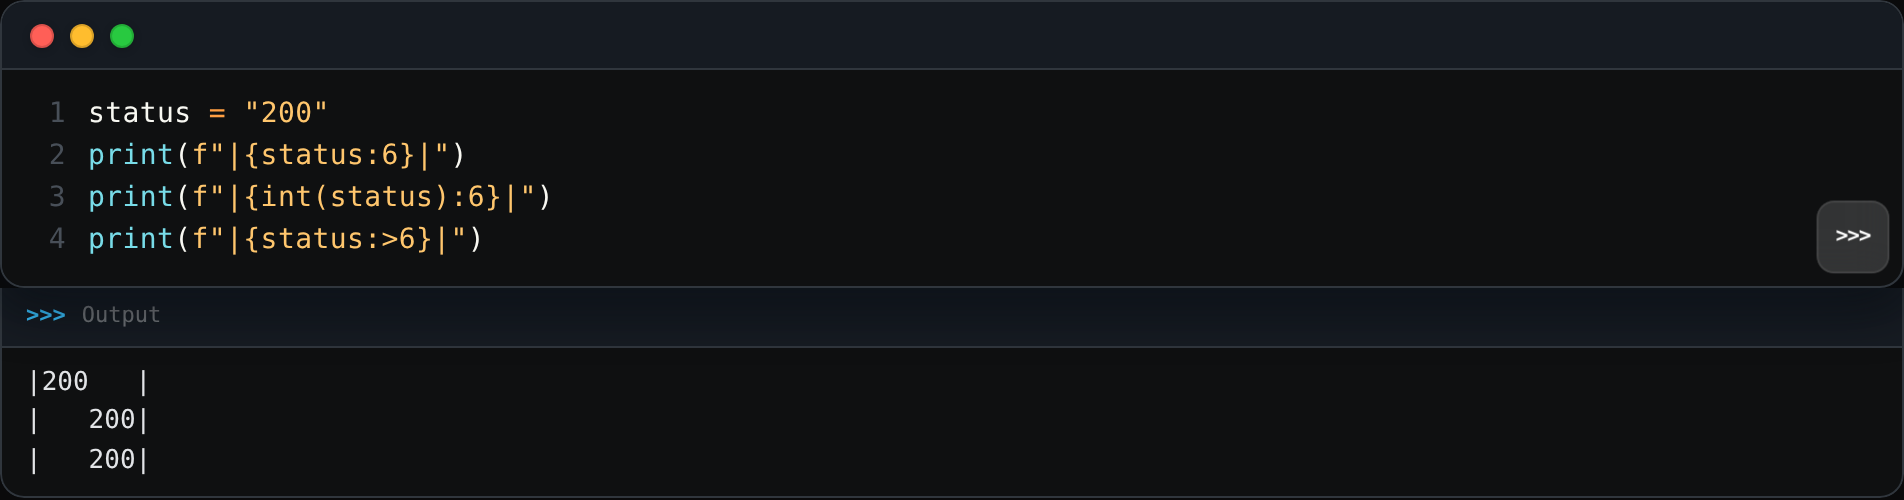 1 status = "200"
2 print(f"|{status:6}|")
3 print(f"|{int(status):6}|")
4 print(f"|{status:>6}|")
>>>
>>> Output
|200   |
|   200|
|   200|